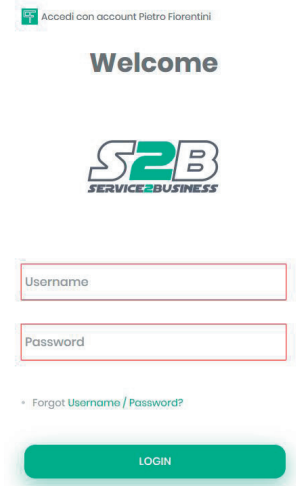 Accedi con account Pietro Fiorentini
Welcome
S2B
SERVICE2BUSINESS
Username
Password
Forgot Username / Password?
LOGIN